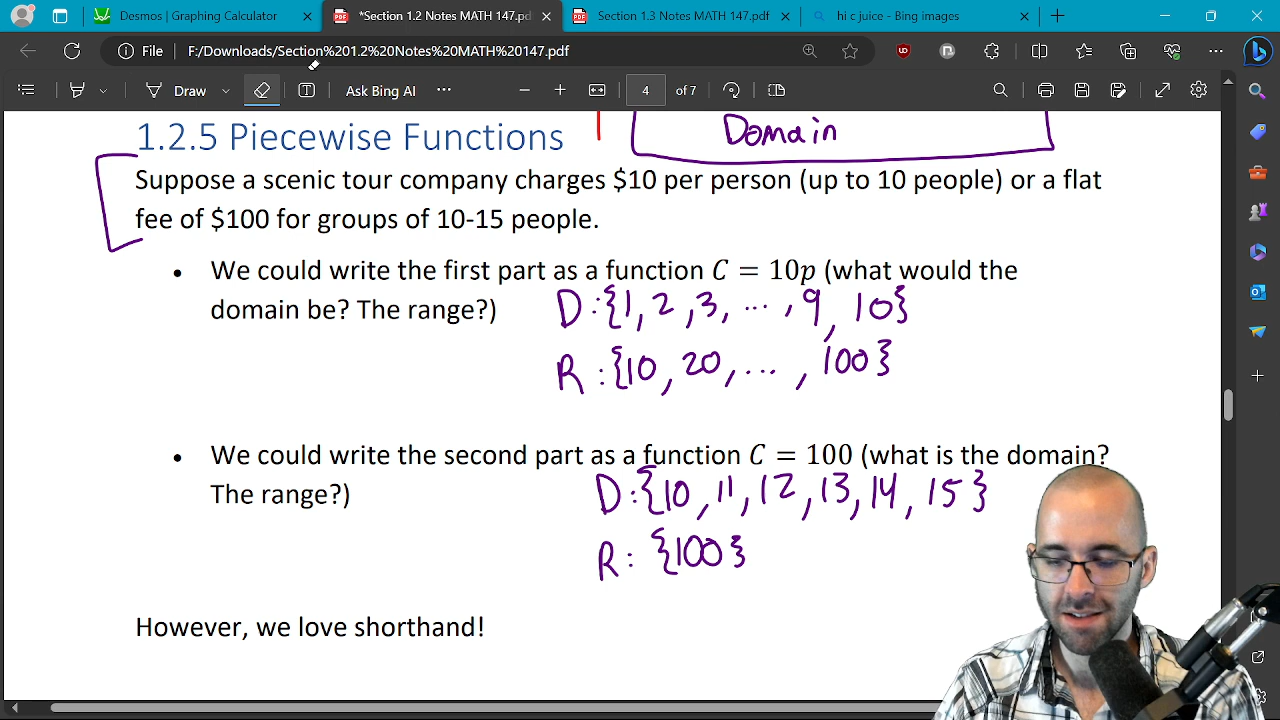 Desmos | Graphing Calculator
*Section 1.2 Notes MATH 147.pd
Section 1.3 Notes MATH 147.pdf
hi c juice - Bing images
File
F:/Downloads/Section%201.2%20Notes%20MATH%20147.pdf
Draw
Ask Bing AI
4 of 7
1.2.5 Piecewise Functions
Domain
Suppose a scenic tour company charges $10 per person (up to 10 people) or a flat
fee of $100 for groups of 10-15 people.
• We could write the first part as a function C = 10p (what would the
domain be? The range?)
D:{1, 2, 3, ..., 9, 10}
R:{10, 20, ..., 100}
• We could write the second part as a function C = 100 (what is the domain?
The range?)
D:{10, 11, 12, 13, 14, 15}
R: {100}
However, we love shorthand!